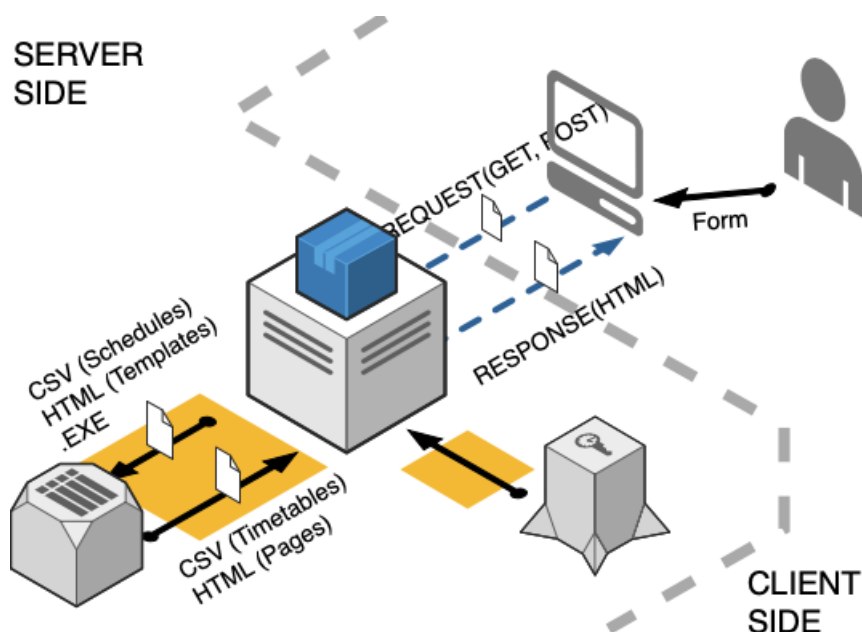 SERVER
SIDE
REQUEST(GET, POST)
Form
RESPONSE(HTML)
CSV (Schedules)
HTML (Templates)
.EXE
CSV (Timetables)
HTML (Pages)
CLIENT
SIDE